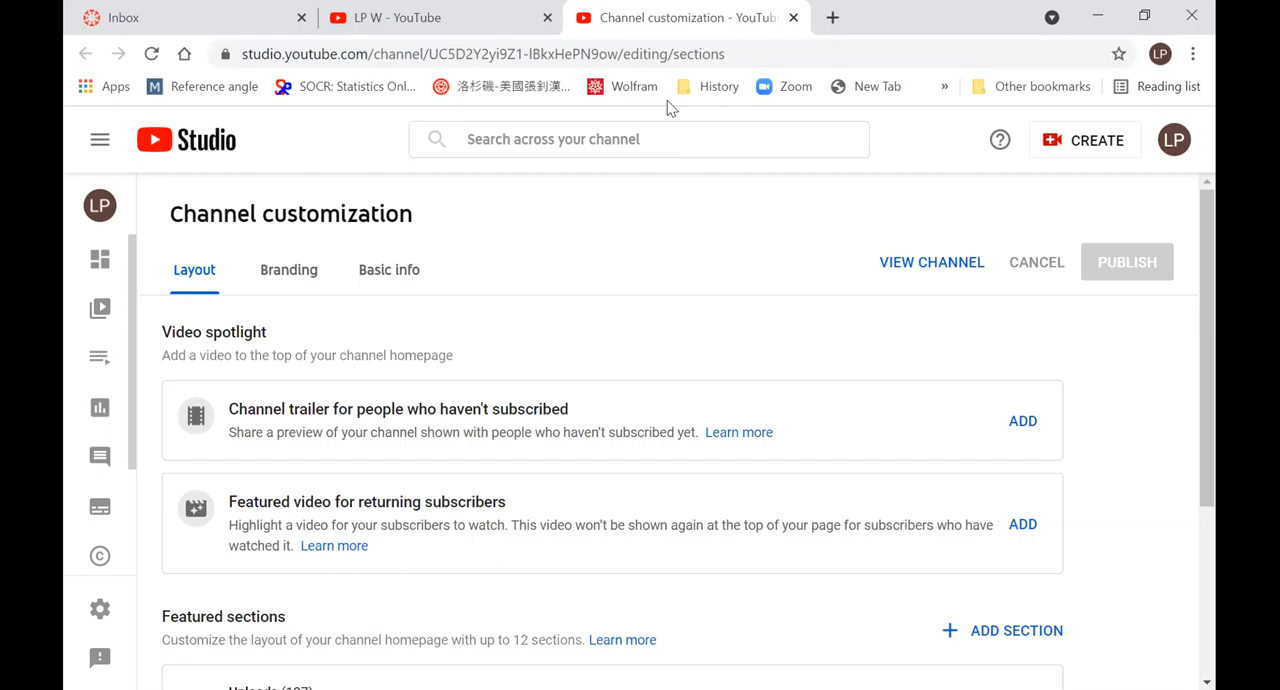 Inbox
LP W - YouTube
Channel customization - YouTub
studio.youtube.com/channel/UC5D2Y2yi9Z1-lBkxHePN9ow/editing/sections
LP
Apps
M Reference angle
SOCR: Statistics Onl...
洛杉磯-美國張釗漢...
Wolfram
History
Zoom
New Tab
»
Other bookmarks
Reading list
Studio
Search across your channel
CREATE
LP
LP
Channel customization
Layout
Branding
Basic info
VIEW CHANNEL
CANCEL
PUBLISH
Video spotlight
Add a video to the top of your channel homepage
Channel trailer for people who haven't subscribed
Share a preview of your channel shown with people who haven't subscribed yet. Learn more
ADD
Featured video for returning subscribers
Highlight a video for your subscribers to watch. This video won't be shown again at the top of your page for subscribers who have
watched it. Learn more
ADD
Featured sections
Customize the layout of your channel homepage with up to 12 sections. Learn more
+ ADD SECTION